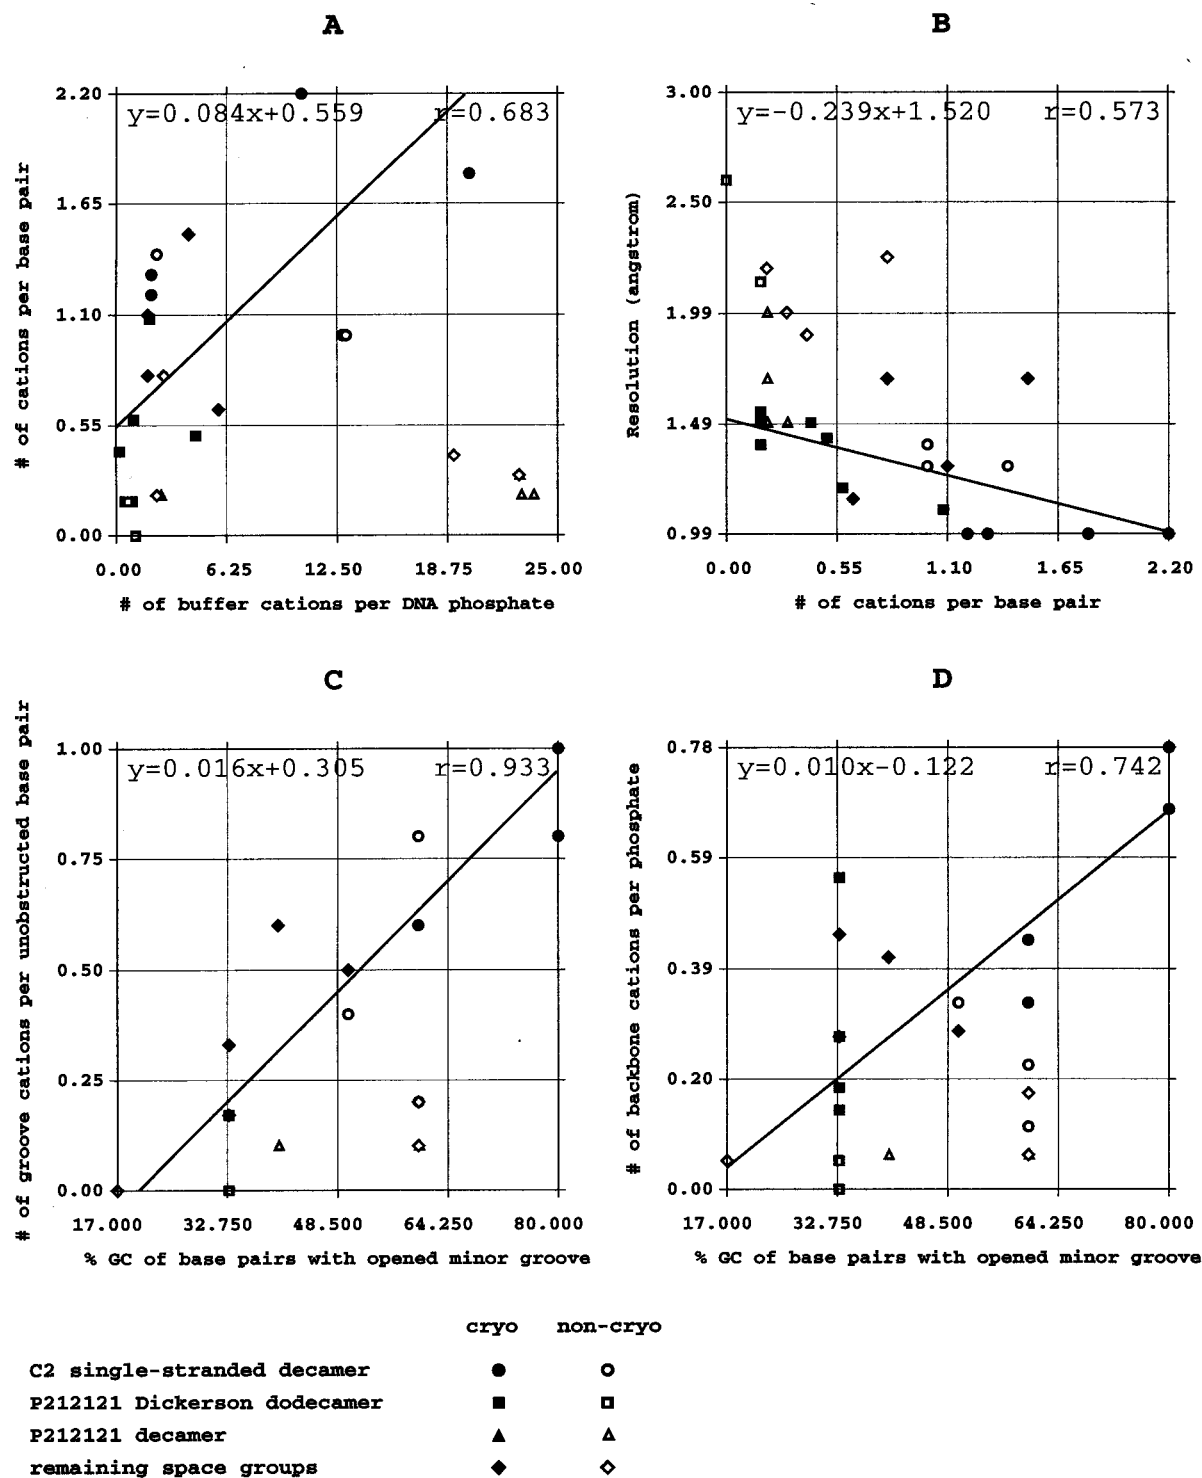 A
# of cations per base pair
2.20
1.65
1.10
0.55
0.00
y=0.084x+0.559 r=0.683
0.00 6.25 12.50 18.75 25.00
# of buffer cations per DNA phosphate
B
Resolution (angstrom)
3.00
2.50
1.99
1.49
0.99
y=-0.239x+1.520 r=0.573
0.00 0.55 1.10 1.65 2.20
# of cations per base pair
C
# of groove cations per unobstructed base pair
1.00
0.75
0.50
0.25
0.00
y=0.016x+0.305 r=0.933
17.000 32.750 48.500 64.250 80.000
% GC of base pairs with opened minor groove
D
# of backbone cations per phosphate
0.78
0.59
0.39
0.20
0.00
y=0.010x-0.122 r=0.742
17.000 32.750 48.500 64.250 80.000
% GC of base pairs with opened minor groove
cryo non-cryo
C2 single-stranded decamer
P212121 Dickerson dodecamer
P212121 decamer
remaining space groups